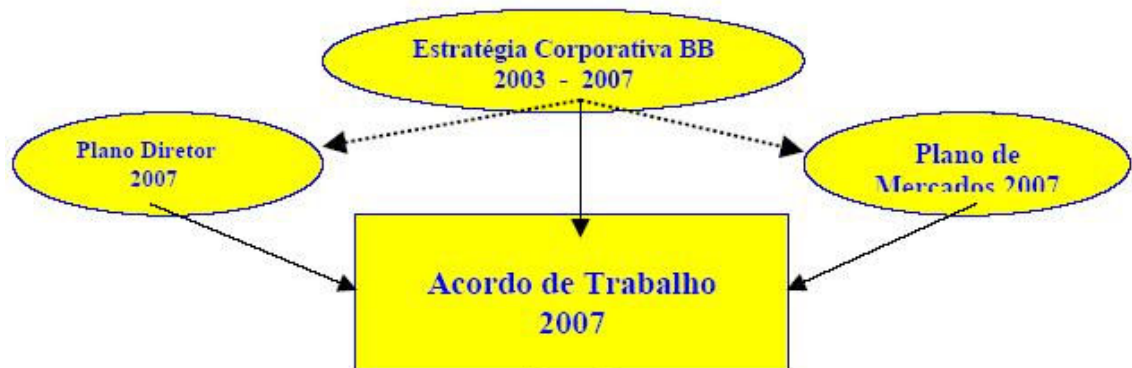 Estratégia Corporativa BB
2003 - 2007
Plano Diretor
2007
Plano de
Mercados 2007
Acordo de Trabalho
2007